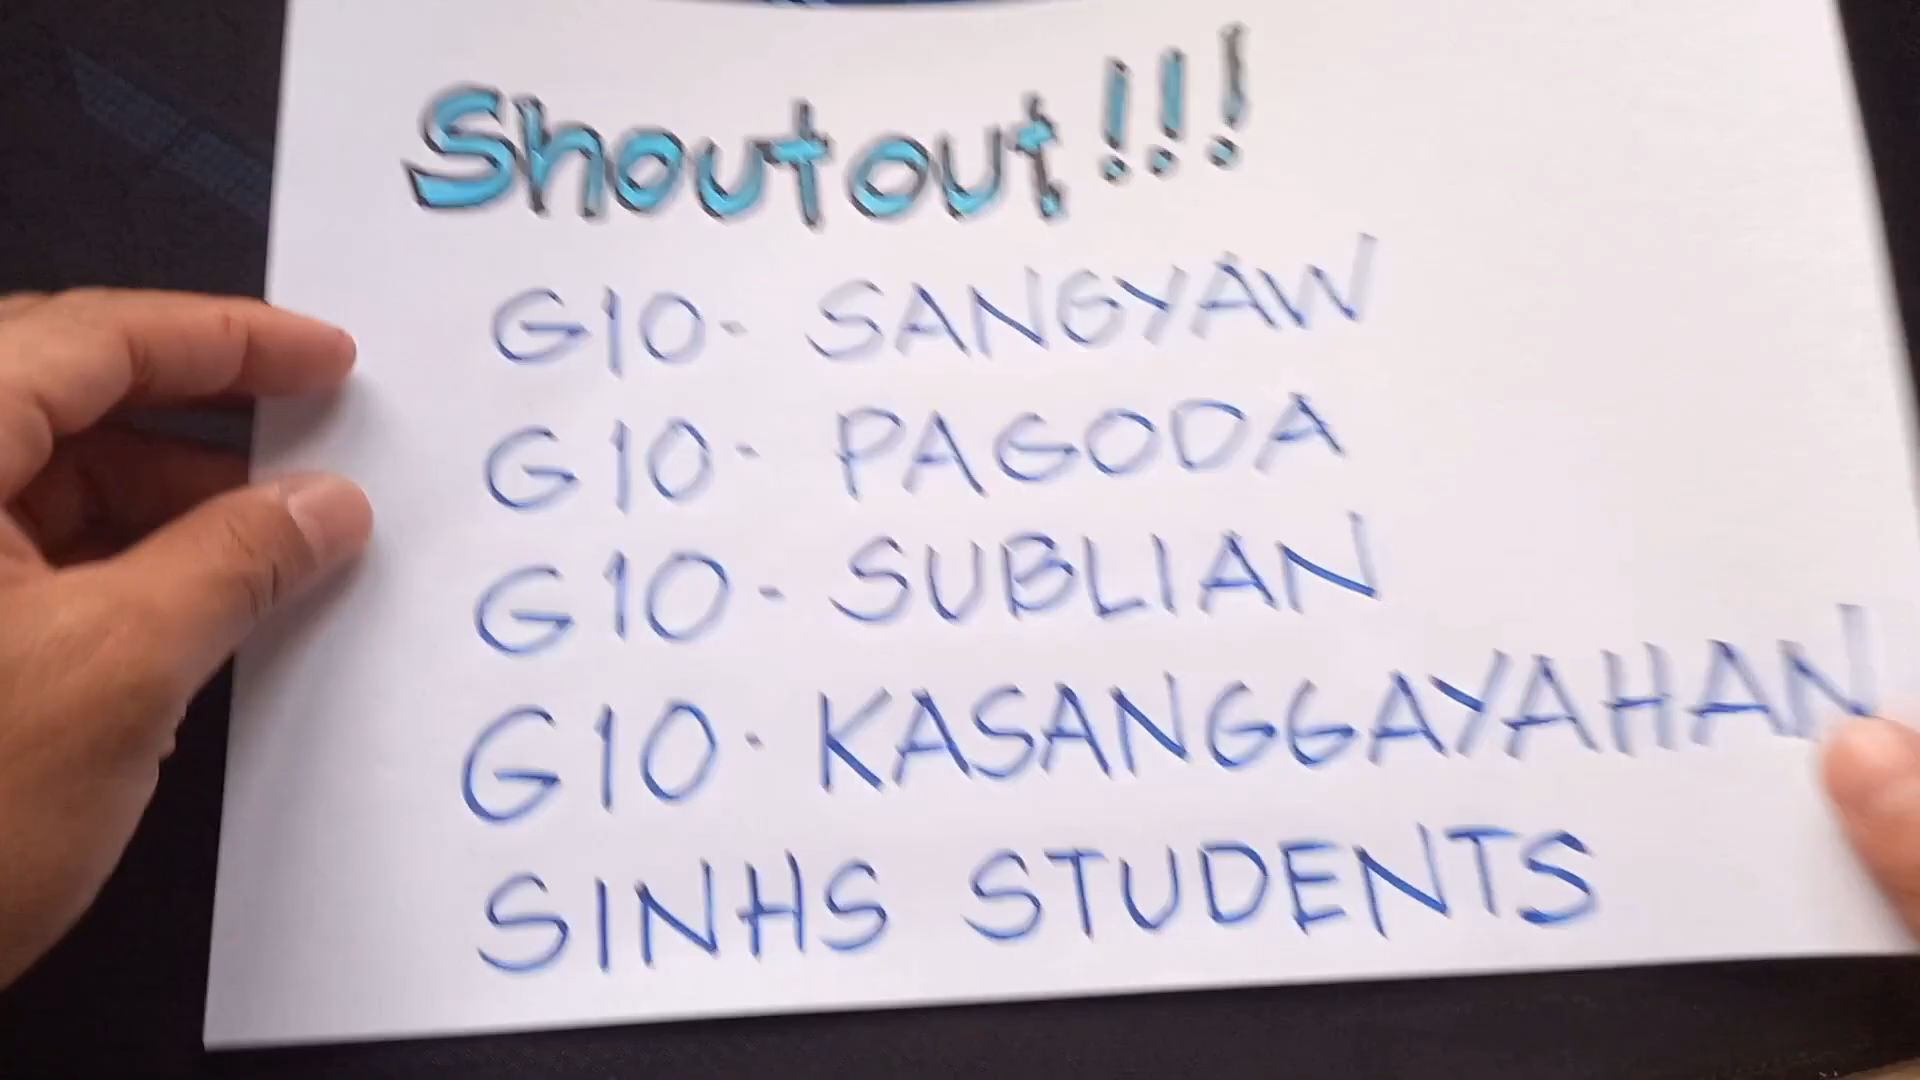 Shoutout!!!
G10- SANGYAW
G10- PAGODA
G10- SUBLIAN
G10- KASANGGAYAHAN
SINHS STUDENTS